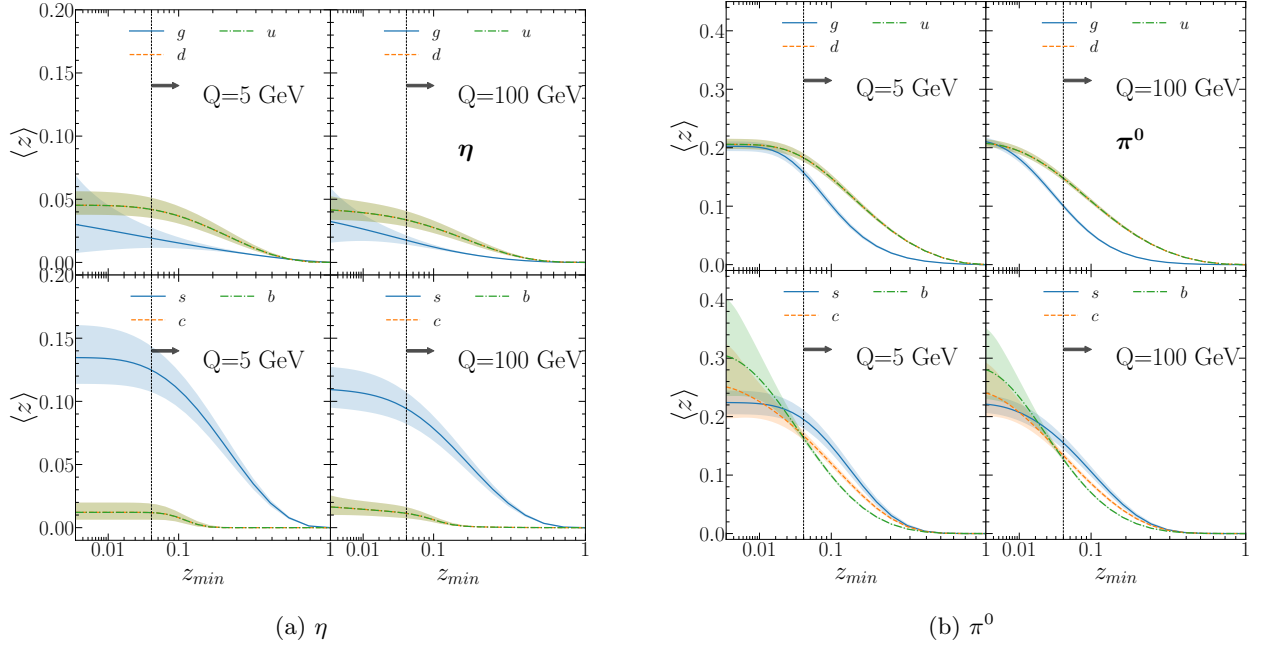 0.20
g u
d
Q=5 GeV
Q=100 GeV
η
0.15
0.10
0.05
0.00
⟨z⟩
0.20
s b
c
Q=5 GeV
Q=100 GeV
0.15
0.10
0.05
0.00
⟨z⟩
0.01 0.1 0.01 0.1 1
z_min z_min
(a) η
g u
d
g u
d
Q=5 GeV
Q=100 GeV
π⁰
0.4
0.3
0.2
0.1
0.0
⟨z⟩
s b
c
s b
c
Q=5 GeV
Q=100 GeV
0.4
0.3
0.2
0.1
0.0
⟨z⟩
0.01 0.1 1 0.01 0.1 1
z_min z_min
(b) π⁰